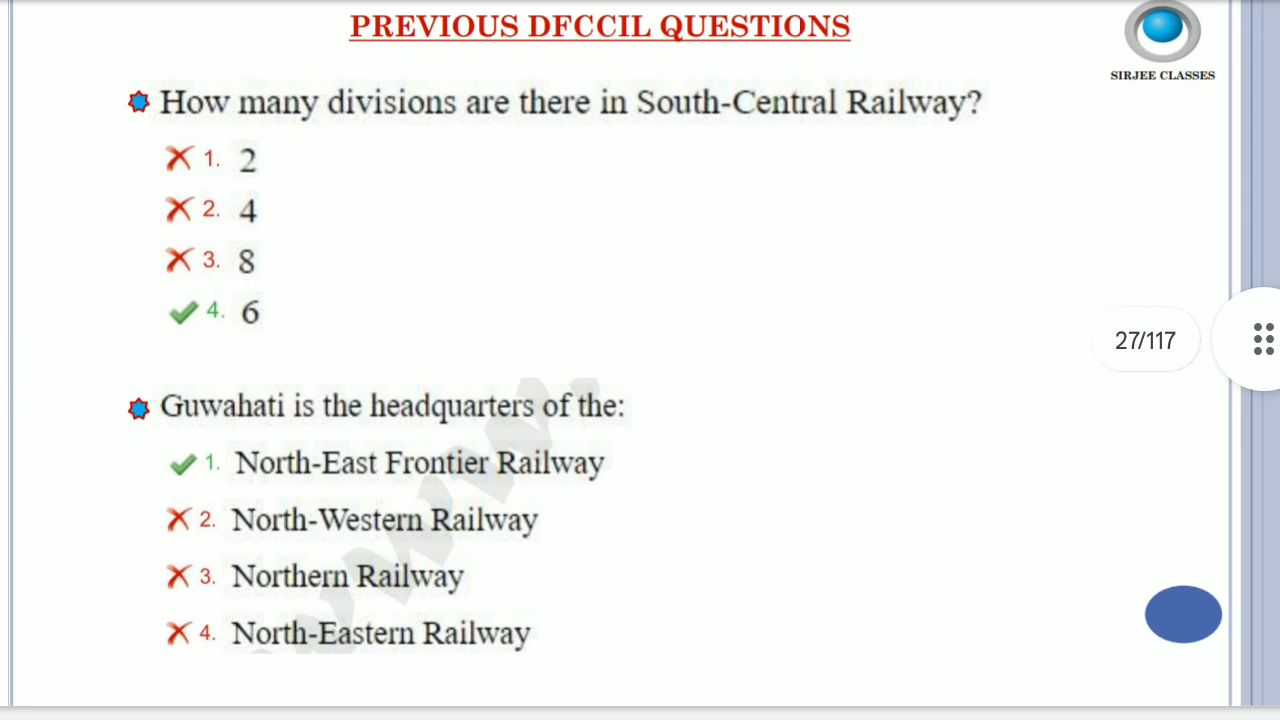 PREVIOUS DFCCIL QUESTIONS
SIRJEE CLASSES
How many divisions are there in South-Central Railway?
1. 2
2. 4
3. 8
4. 6
27/117
Guwahati is the headquarters of the:
1. North-East Frontier Railway
2. North-Western Railway
3. Northern Railway
4. North-Eastern Railway
www.